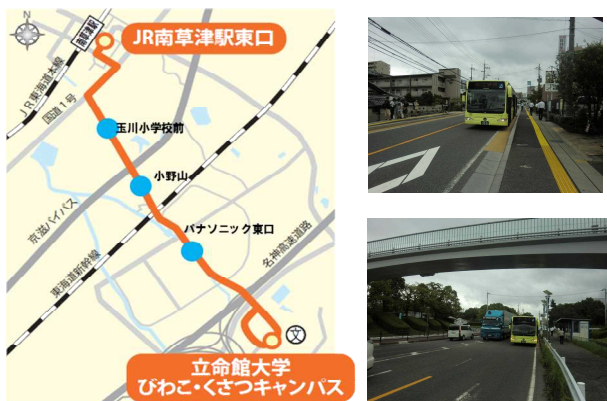 N
JR南草津駅東口
南草津駅
JR東海道本線
国道1号
玉川小学校前
小野山
パナソニック東口
京滋バイパス
東海道新幹線
名神高速道路
文
立命館大学
びわこ・くさつキャンパス